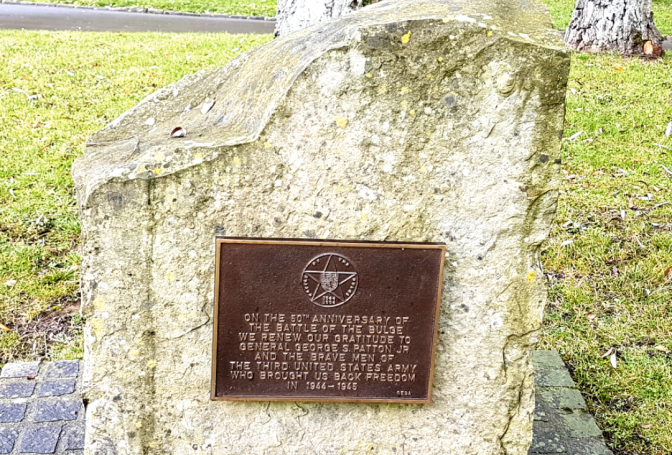 ON THE 50TH ANNIVERSARY OF
THE BATTLE OF THE BULGE
WE RENEW OUR GRATITUDE TO
GENERAL GEORGE S. PATTON JR
AND THE BRAVE MEN OF
THE THIRD UNITED STATES ARMY
WHO BROUGHT US BACK FREEDOM
IN 1944-1945